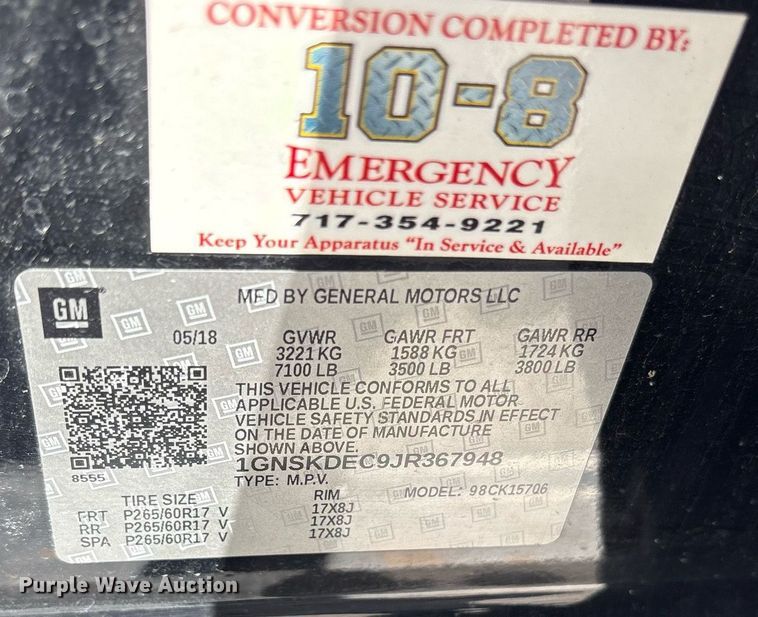 CONVERSION COMPLETED BY:
10-8
EMERGENCY
VEHICLE SERVICE
717-354-9221
Keep Your Apparatus "In Service & Available"
GM
MFD BY GENERAL MOTORS LLC
05/18 GVWR GAWR FRT GAWR RR
3221 KG 1588 KG 1724 KG
7100 LB 3500 LB 3800 LB
THIS VEHICLE CONFORMS TO ALL
APPLICABLE U.S. FEDERAL MOTOR
VEHICLE SAFETY STANDARDS IN EFFECT
ON THE DATE OF MANUFACTURE
SHOWN ABOVE.
1GNSKDEC9JR367948
8555
TYPE: M.P.V. MODEL: 98CK15706
TIRE SIZE RIM
FRT P265/60R17 V 17X8J
RR P265/60R17 V 17X8J
SPA P265/60R17 V 17X8J
Purple Wave Auction